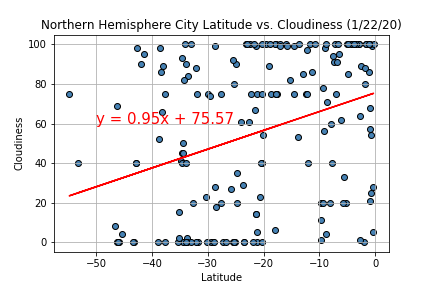 Northern Hemisphere City Latitude vs. Cloudiness (1/22/20)
100
80
60
40
20
0
Cloudiness
y = 0.95x + 75.57
−50 −40 −30 −20 −10 0
Latitude